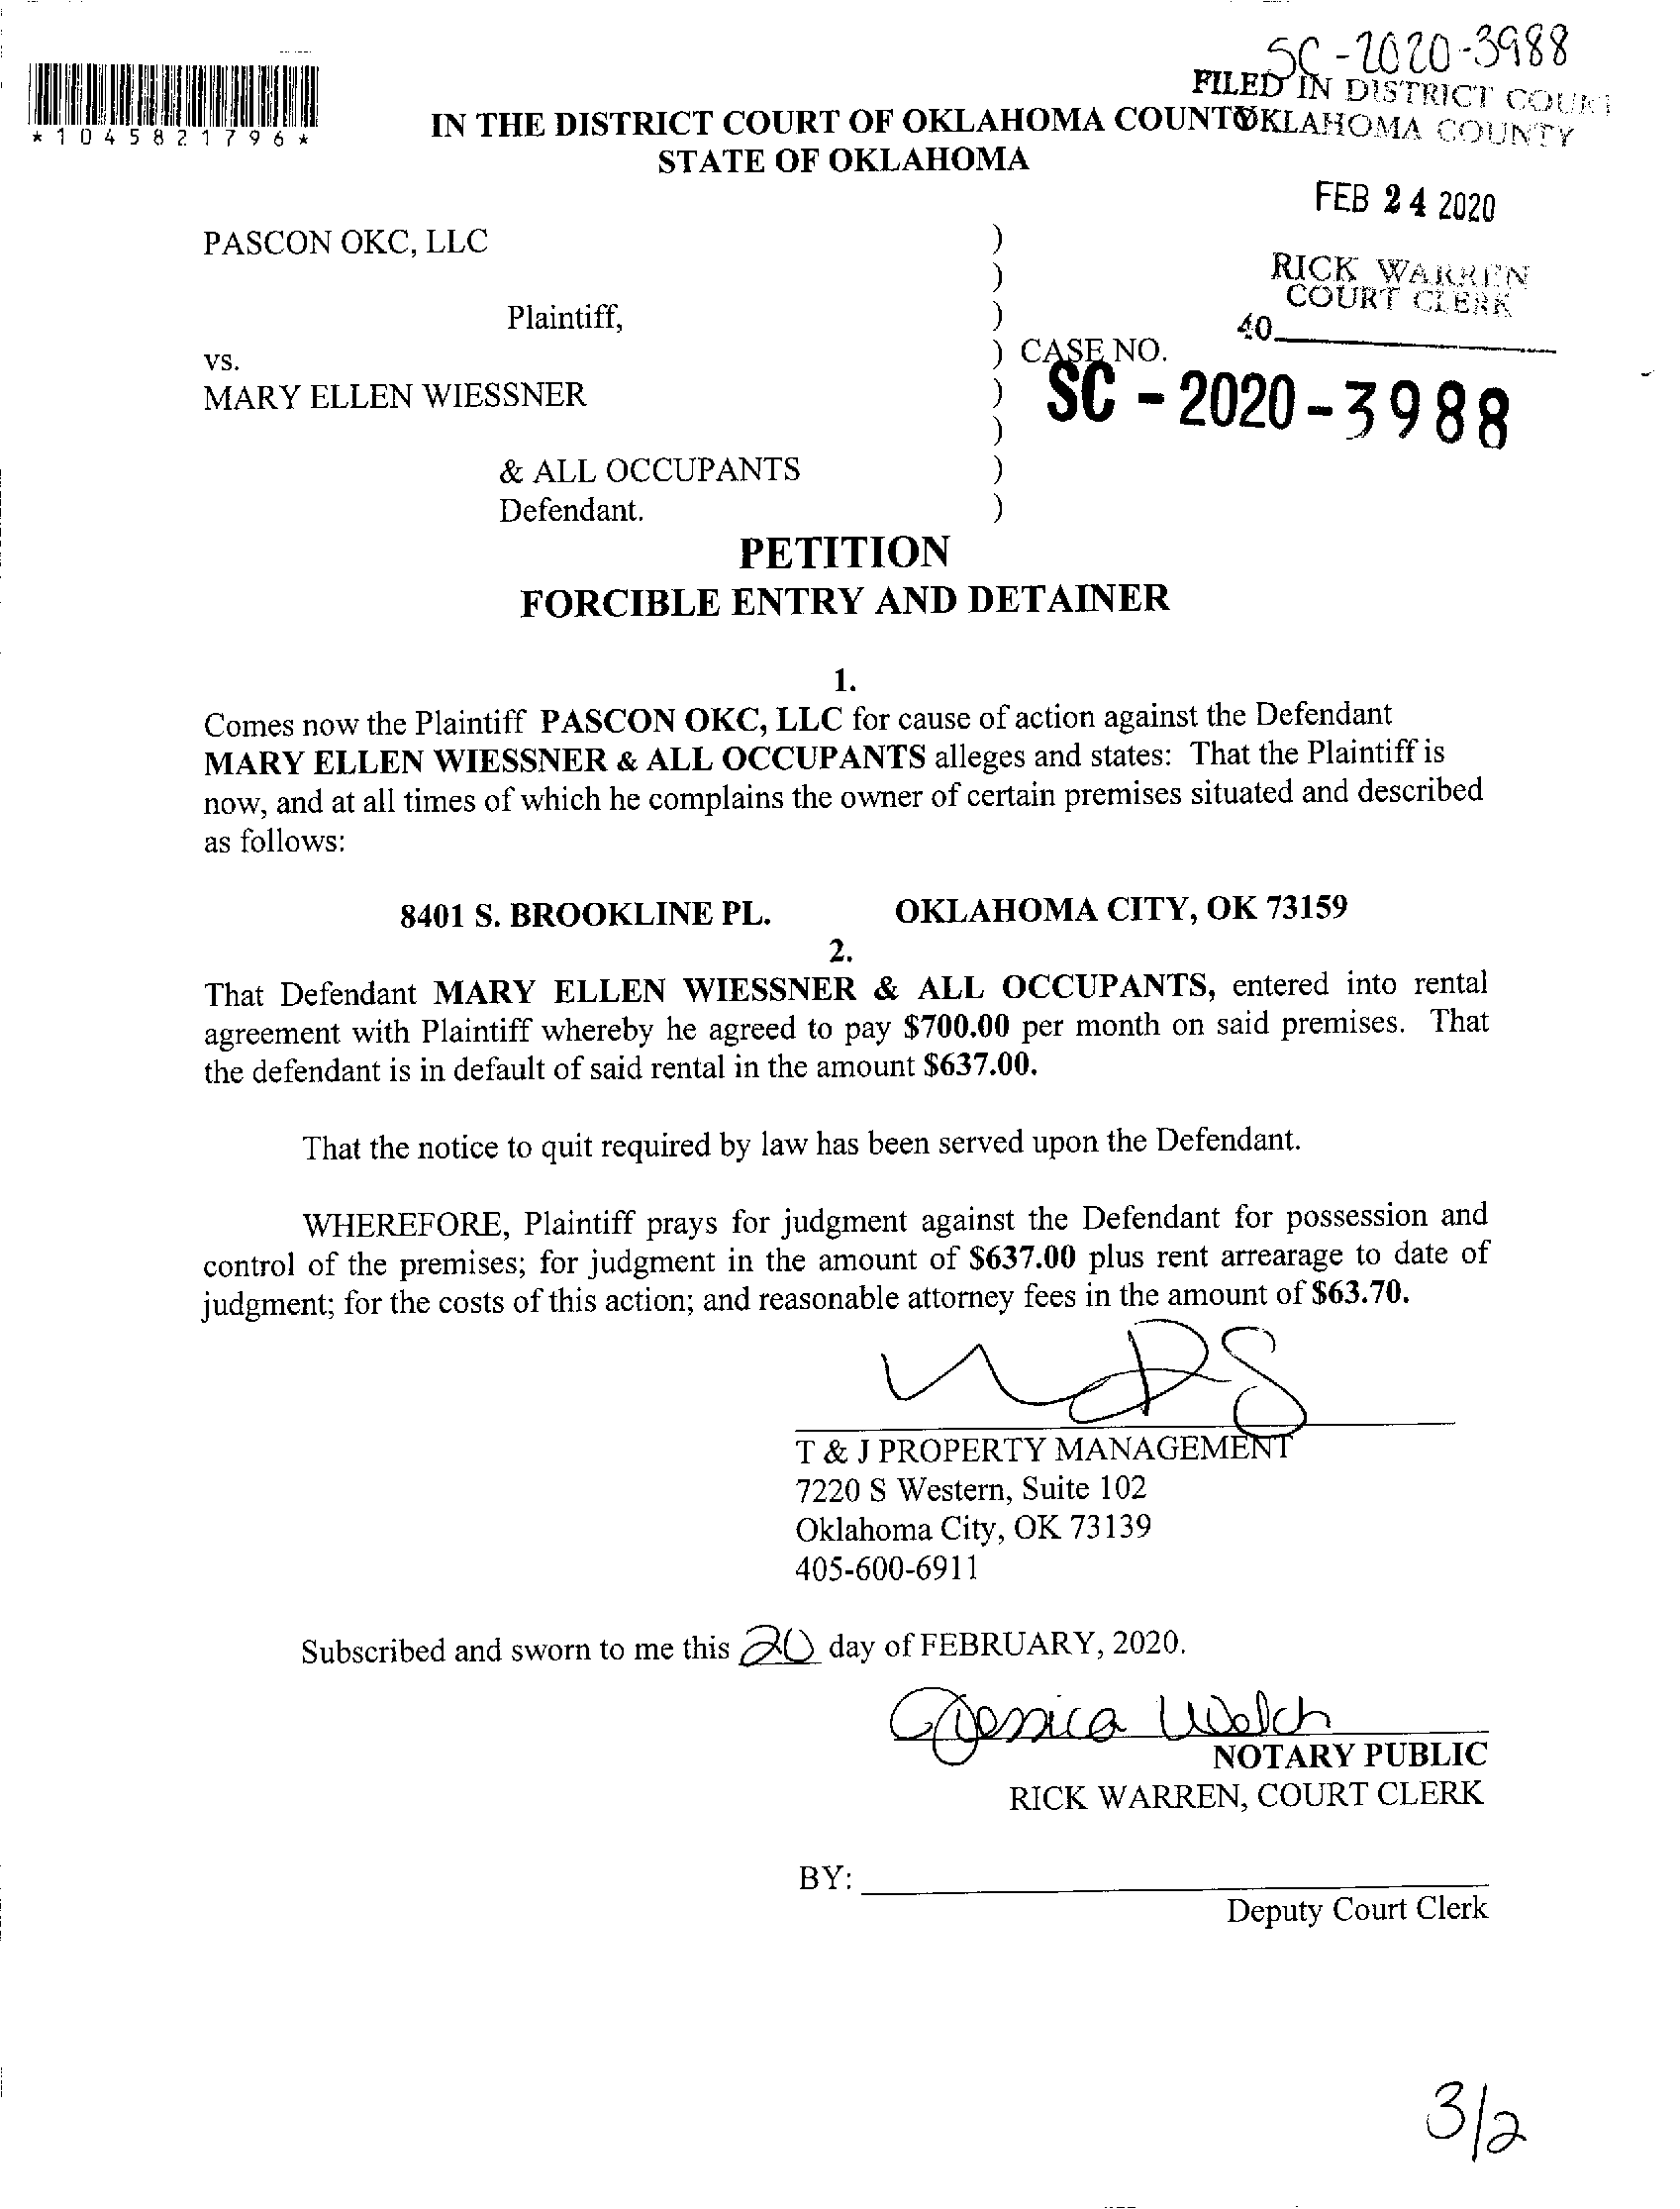 SC-2020-3988
FILED IN DISTRICT COURT
OKLAHOMA COUNTY
*1045821796*
IN THE DISTRICT COURT OF OKLAHOMA COUNTY
STATE OF OKLAHOMA
FEB 24 2020
PASCON OKC, LLC )
)
RICK WARREN
COURT CLERK
Plaintiff, )
40
vs. ) CASE NO.
MARY ELLEN WIESSNER ) SC-2020-3988
)
& ALL OCCUPANTS )
Defendant. )
PETITION
FORCIBLE ENTRY AND DETAINER
1.
Comes now the Plaintiff PASCON OKC, LLC for cause of action against the Defendant
MARY ELLEN WIESSNER & ALL OCCUPANTS alleges and states: That the Plaintiff is
now, and at all times of which he complains the owner of certain premises situated and described
as follows:
8401 S. BROOKLINE PL. OKLAHOMA CITY, OK 73159
2.
That Defendant MARY ELLEN WIESSNER & ALL OCCUPANTS, entered into rental
agreement with Plaintiff whereby he agreed to pay $700.00 per month on said premises. That
the defendant is in default of said rental in the amount $637.00.
That the notice to quit required by law has been served upon the Defendant.
WHEREFORE, Plaintiff prays for judgment against the Defendant for possession and
control of the premises; for judgment in the amount of $637.00 plus rent arrearage to date of
judgment; for the costs of this action; and reasonable attorney fees in the amount of $63.70.
T & J PROPERTY MANAGEMENT
7220 S Western, Suite 102
Oklahoma City, OK 73139
405-600-6911
Subscribed and sworn to me this 20 day of FEBRUARY, 2020.
Jessica Welch
NOTARY PUBLIC
RICK WARREN, COURT CLERK
BY:
Deputy Court Clerk
3/2